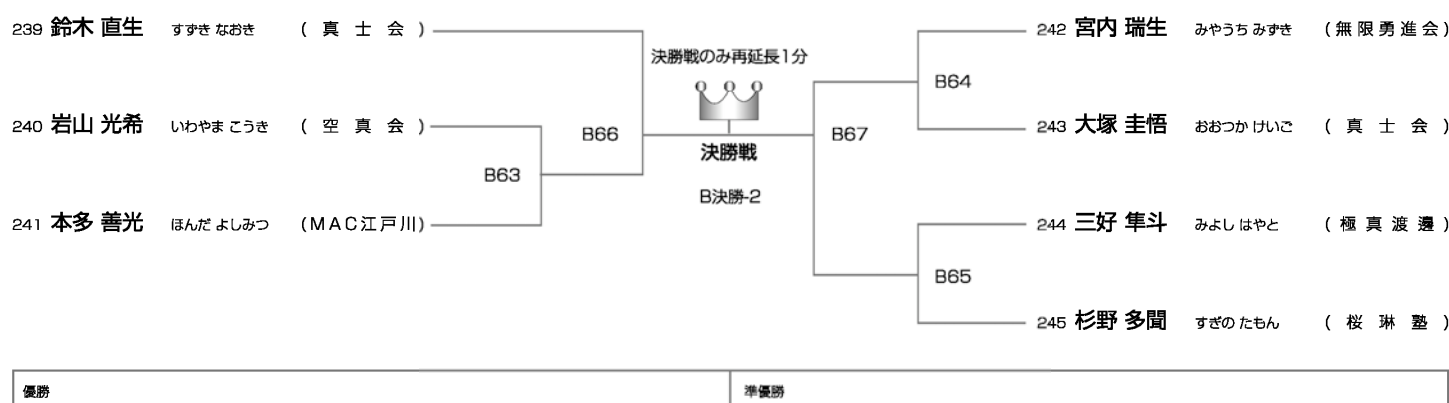 239 鈴木 直生 すずき なおき (真士会)
240 岩山 光希 いわやま こうき (空真会)
241 本多 善光 ほんだ よしみつ (MAC江戸川)
B63
B66
決勝戦のみ再延長1分
決勝戦
B決勝-2
B67
B64
B65
242 宮内 瑞生 みやうち みずき (無限勇進会)
243 大塚 圭悟 おおつか けいご (真士会)
244 三好 隼斗 みよし はやと (極真渡邊)
245 杉野 多聞 すぎの たもん (桜琳塾)
優勝
準優勝